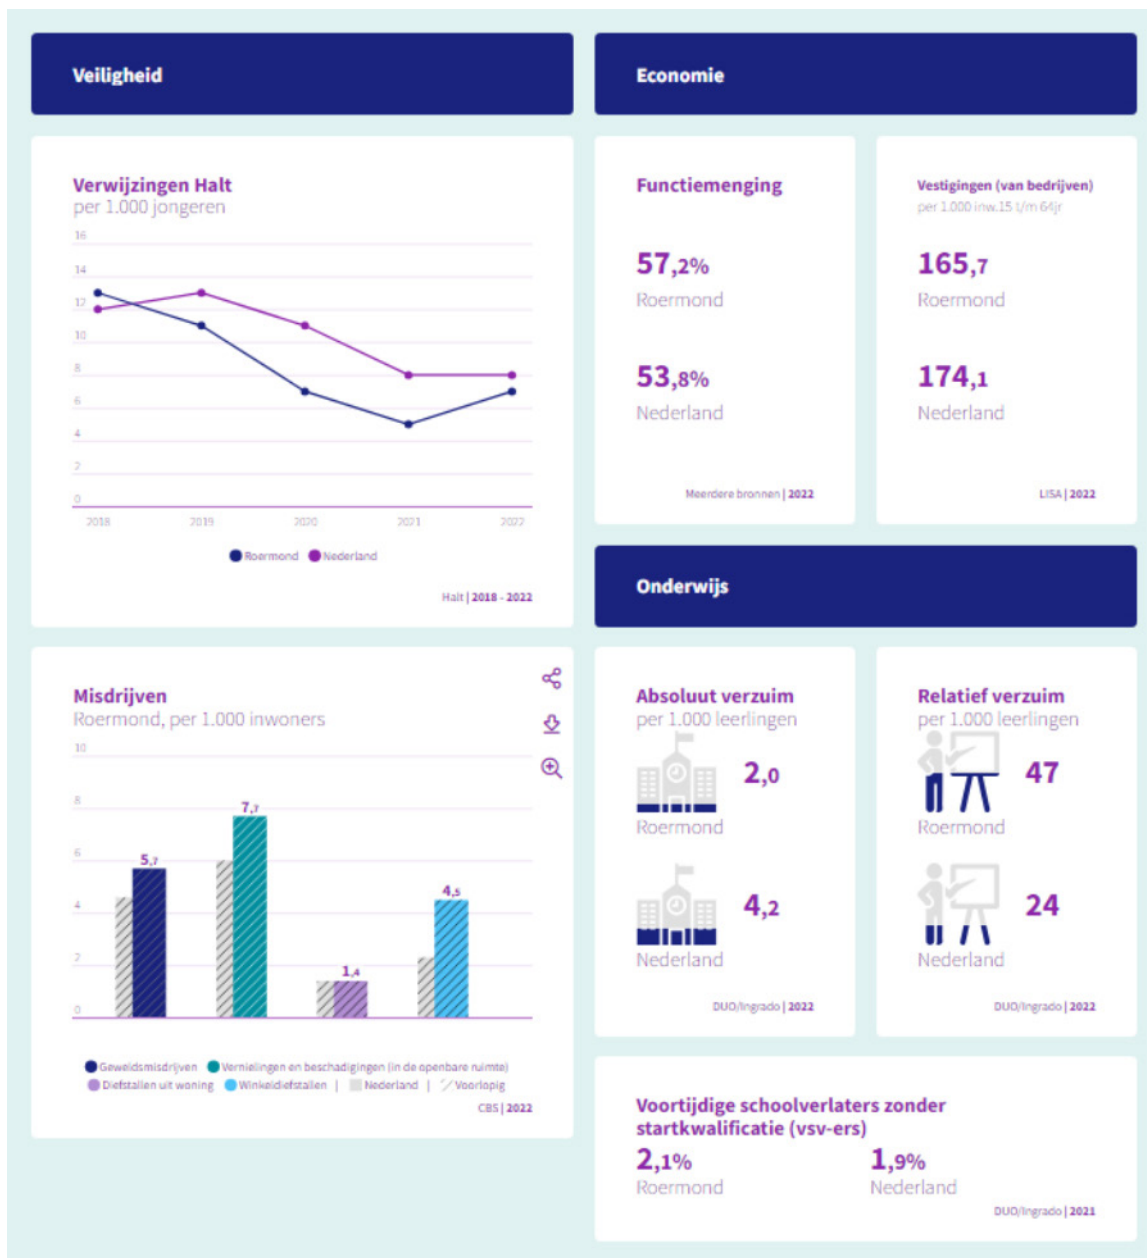 Veiligheid
Verwijzingen Halt
per 1.000 jongeren
16
14
12
10
8
6
4
2
0
2018 2019 2020 2021 2022
Roermond Nederland
Halt | 2018 - 2022
Misdrijven
Roermond, per 1.000 inwoners
10
8
6
4
2
0
5,7
7,7
1,4
4,5
Geweldsmisdrijven Vernielingen en beschadigingen (in de openbare ruimte)
Diefstallen uit woning Winkeldiefstallen | Nederland | Voorlopig
CBS | 2022
Economie
Functiemenging
57,2%
Roermond
53,8%
Nederland
Meerdere bronnen | 2022
Vestigingen (van bedrijven)
per 1.000 inw.15 t/m 64jr
165,7
Roermond
174,1
Nederland
LISA | 2022
Onderwijs
Absoluut verzuim
per 1.000 leerlingen
2,0
Roermond
4,2
Nederland
DUO/Ingrado | 2022
Relatief verzuim
per 1.000 leerlingen
47
Roermond
24
Nederland
DUO/Ingrado | 2022
Voortijdige schoolverlaters zonder
startkwalificatie (vsv-ers)
2,1%
Roermond
1,9%
Nederland
DUO/Ingrado | 2021